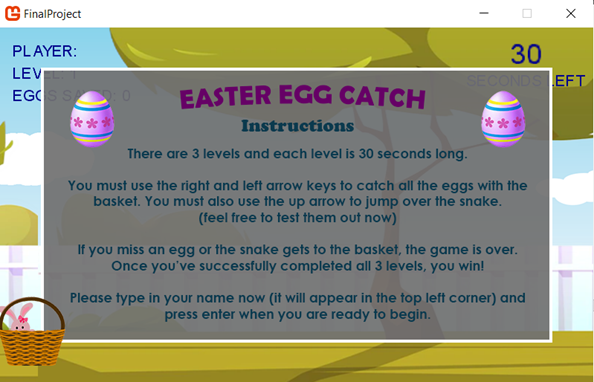 FinalProject
PLAYER:
LEVEL: 1
EGGS SAVED: 0
30
SECONDS LEFT
EASTER EGG CATCH
Instructions
There are 3 levels and each level is 30 seconds long.
You must use the right and left arrow keys to catch all the eggs with the
basket. You must also use the up arrow to jump over the snake.
(feel free to test them out now)
If you miss an egg or the snake gets to the basket, the game is over.
Once you've successfully completed all 3 levels, you win!
Please type in your name now (it will appear in the top left corner) and
press enter when you are ready to begin.